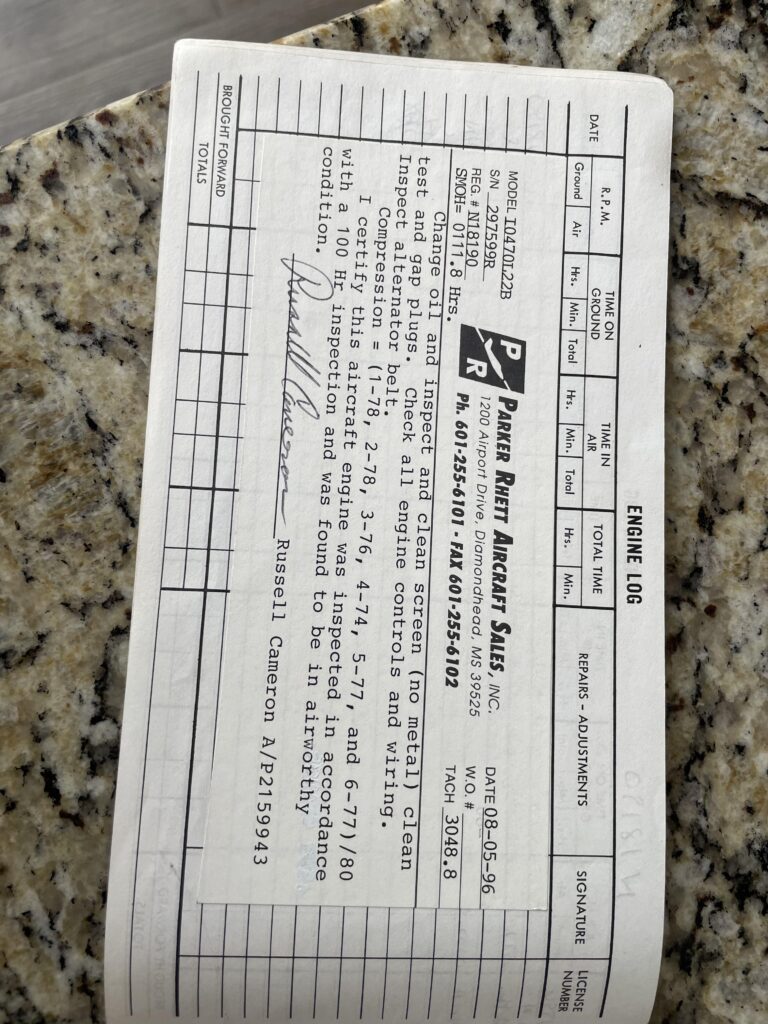 ENGINE LOG
DATE R.P.M. TIME ON GROUND TIME IN AIR TOTAL TIME REPAIRS - ADJUSTMENTS SIGNATURE LICENSE NUMBER
Ground Air Hrs. Min. Total Hrs. Min. Total Hrs. Min.
MODEL IO470L22B
S/N 297599R
REG. # N18190
SMOH= 0111.8 Hrs.
P R
PARKER RHETT AIRCRAFT SALES, INC.
1200 Airport Drive, Diamondhead, MS 39525
Ph. 601-255-6101 - FAX 601-255-6102
DATE 08-05-96
W.O. #
TACH 3048.8
Change oil and inspect and clean screen (no metal) clean
test and gap plugs. Check all engine controls and wiring.
Inspect alternator belt.
Compression = (1-78, 2-78, 3-76, 4-74, 5-77, and 6-77)/80
I certify this aircraft engine was inspected in accordance
with a 100 Hr inspection and was found to be in airworthy
condition.
Russell Cameron Russell Cameron A/P2159943
BROUGHT FORWARD
TOTALS